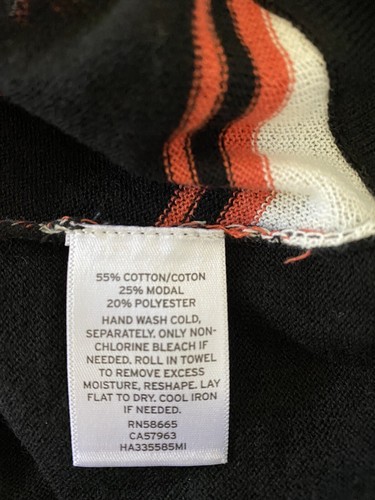 55% COTTON/COTON
25% MODAL
20% POLYESTER
HAND WASH COLD,
SEPARATELY. ONLY NON-
CHLORINE BLEACH IF
NEEDED. ROLL IN TOWEL
TO REMOVE EXCESS
MOISTURE, RESHAPE. LAY
FLAT TO DRY. COOL IRON
IF NEEDED.
RN58665
CA57963
HA335585MI